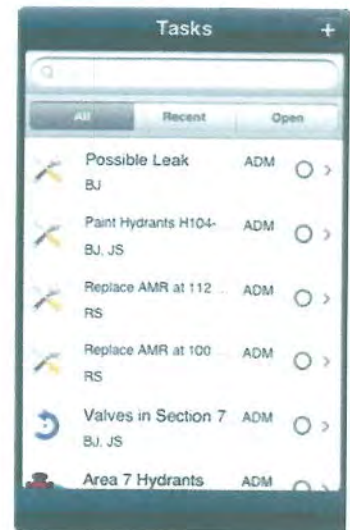 Tasks +
All Recent Open
Possible Leak ADM
BJ
Paint Hydrants H104- ADM
BJ, JS
Replace AMR at 112 ... ADM
RS
Replace AMR at 100 ... ADM
RS
Valves in Section 7 ADM
BJ, JS
Area 7 Hydrants ADM